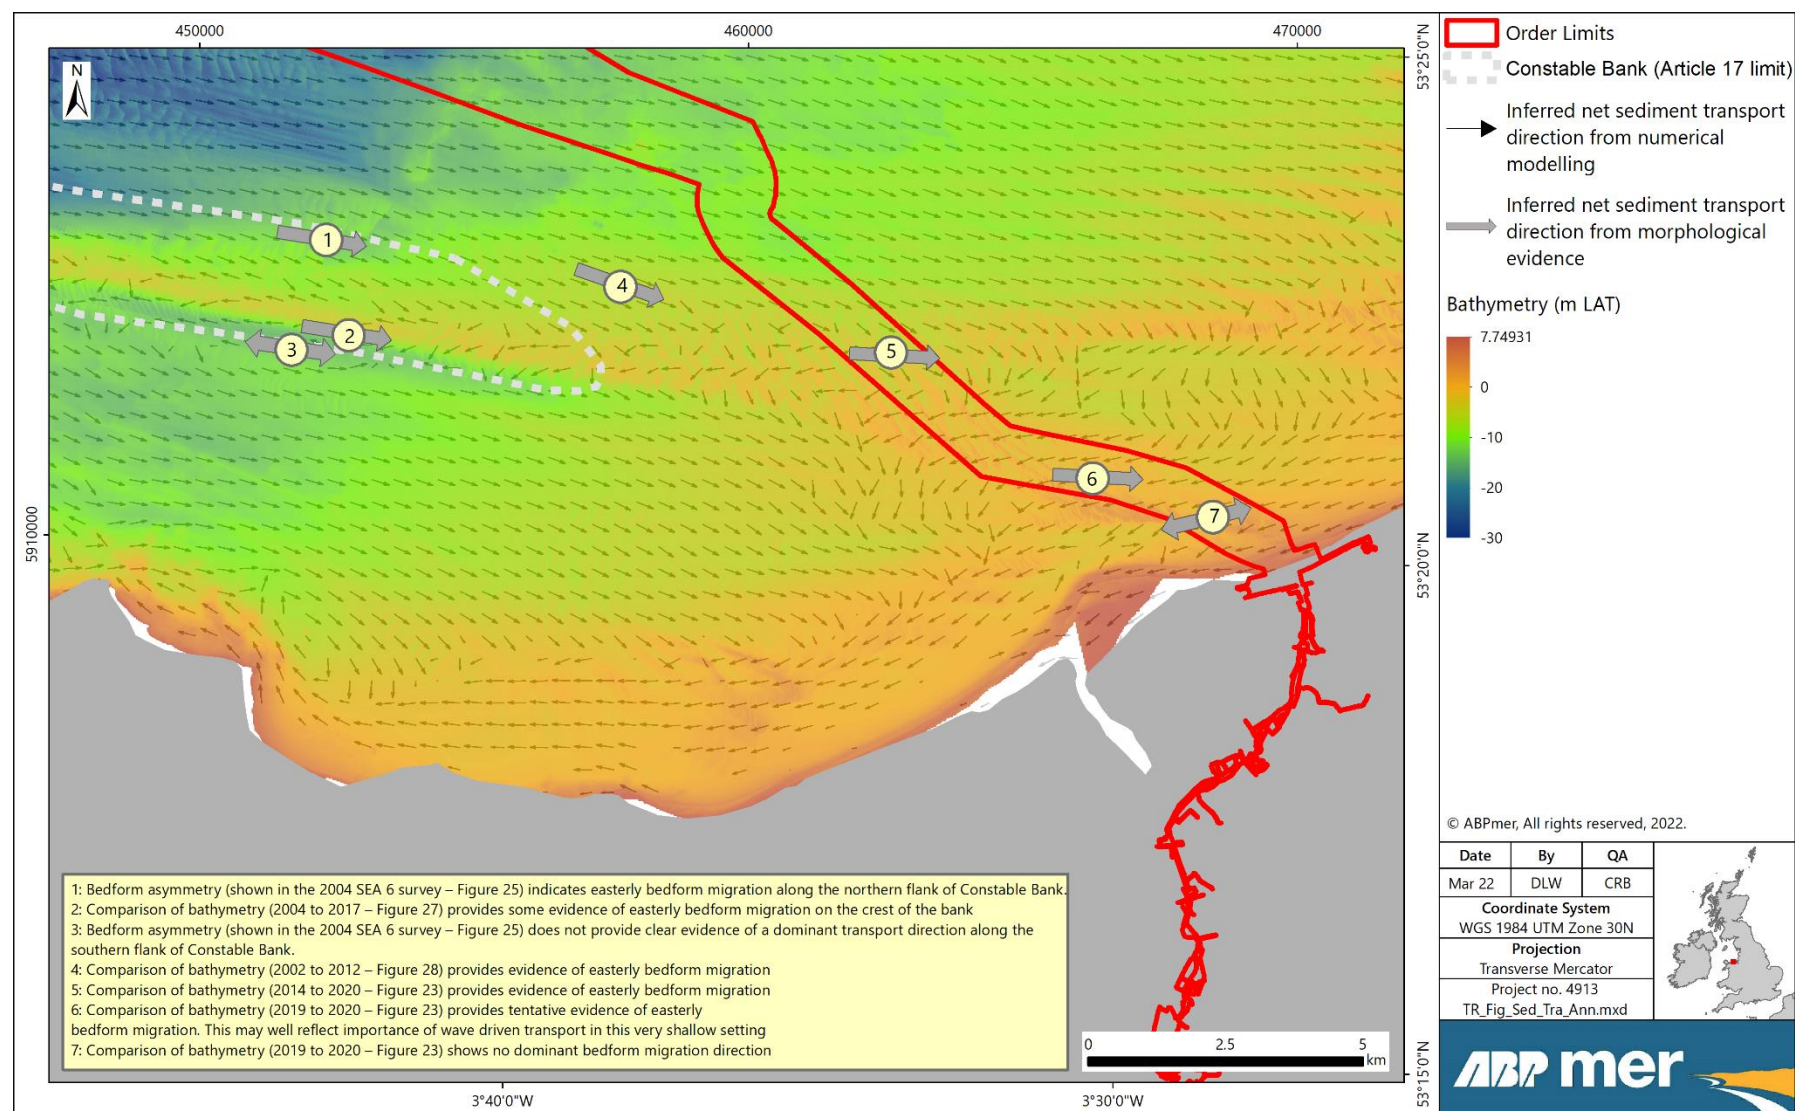 450000
460000
470000
53°25'0"N
N
1
2
3
4
5
6
7
5910000
53°20'0"N
53°15'0"N
3°40'0"W
3°30'0"W
1: Bedform asymmetry (shown in the 2004 SEA 6 survey – Figure 25) indicates easterly bedform migration along the northern flank of Constable Bank.
2: Comparison of bathymetry (2004 to 2017 – Figure 27) provides some evidence of easterly bedform migration on the crest of the bank
3: Bedform asymmetry (shown in the 2004 SEA 6 survey – Figure 25) does not provide clear evidence of a dominant transport direction along the
southern flank of Constable Bank.
4: Comparison of bathymetry (2002 to 2012 – Figure 28) provides evidence of easterly bedform migration
5: Comparison of bathymetry (2014 to 2020 – Figure 23) provides evidence of easterly bedform migration
6: Comparison of bathymetry (2019 to 2020 – Figure 23) provides tentative evidence of easterly
bedform migration. This may well reflect importance of wave driven transport in this very shallow setting
7: Comparison of bathymetry (2019 to 2020 – Figure 23) shows no dominant bedform migration direction
0 2.5 5
km
Order Limits
Constable Bank (Article 17 limit)
Inferred net sediment transport
direction from numerical
modelling
Inferred net sediment transport
direction from morphological
evidence
Bathymetry (m LAT)
7.74931
0
-10
-20
-30
© ABPmer, All rights reserved, 2022.
Date By QA
Mar 22 DLW CRB
Coordinate System
WGS 1984 UTM Zone 30N
Projection
Transverse Mercator
Project no. 4913
TR_Fig_Sed_Tra_Ann.mxd
ABPmer